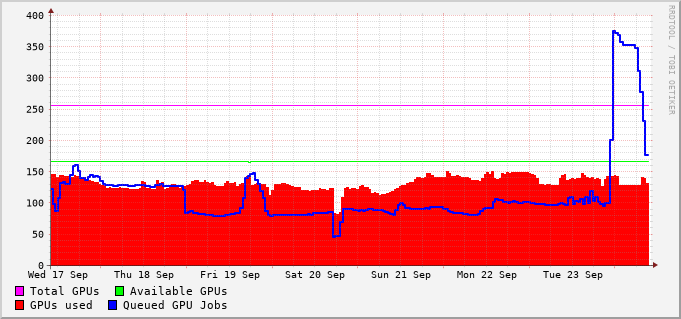 400
350
300
250
200
150
100
50
0
Wed 17 Sep Thu 18 Sep Fri 19 Sep Sat 20 Sep Sun 21 Sep Mon 22 Sep Tue 23 Sep
Total GPUs Available GPUs
GPUs used Queued GPU Jobs
RRDTOOL / TOBI OETIKER